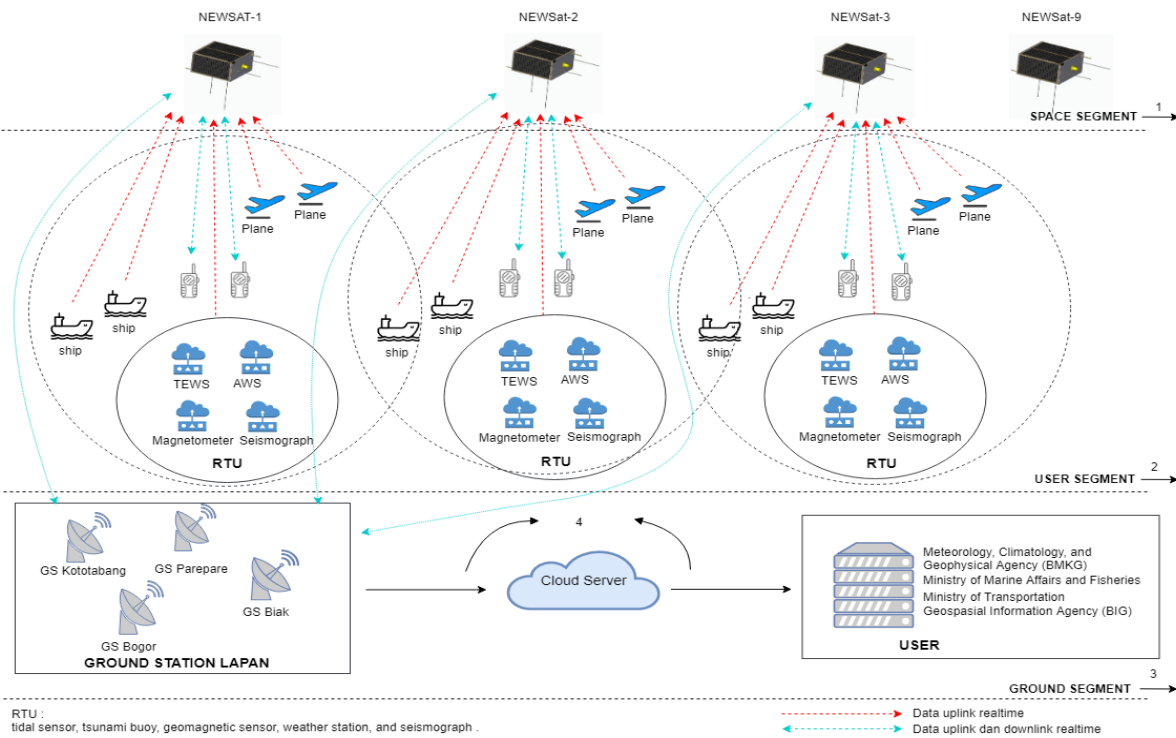 NEWSAT-1
NEWSat-2
NEWSat-3
NEWSat-9
1
SPACE SEGMENT
Plane
Plane
ship
ship
TEWS
AWS
Magnetometer
Seismograph
RTU
Plane
Plane
ship
ship
TEWS
AWS
Magnetometer
Seismograph
RTU
Plane
Plane
ship
ship
TEWS
AWS
Magnetometer
Seismograph
RTU
2
USER SEGMENT
GS Kototabang
GS Parepare
GS Biak
GS Bogor
GROUND STATION LAPAN
4
Cloud Server
Meteorology, Climatology, and
Geophysical Agency (BMKG)
Ministry of Marine Affairs and Fisheries
Ministry of Transportation
Geospasial Information Agency (BIG)
USER
3
GROUND SEGMENT
RTU :
tidal sensor, tsunami buoy, geomagnetic sensor, weather station, and seismograph .
Data uplink realtime
Data uplink dan downlink realtime